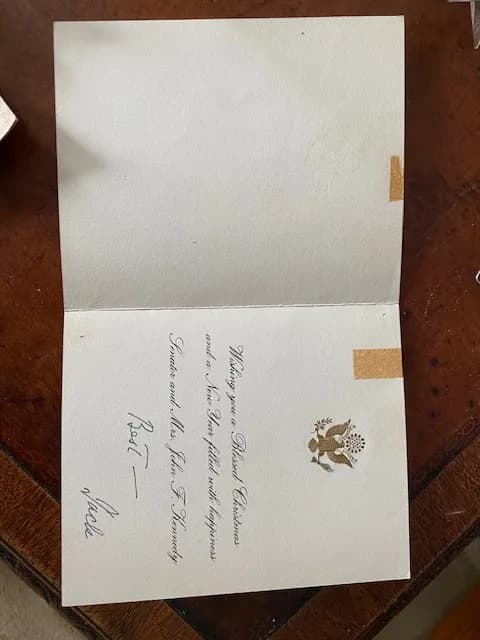 Wishing you a Blessed Christmas
and a New Year filled with happiness
Senator and Mrs. John F. Kennedy
Best —
Jack